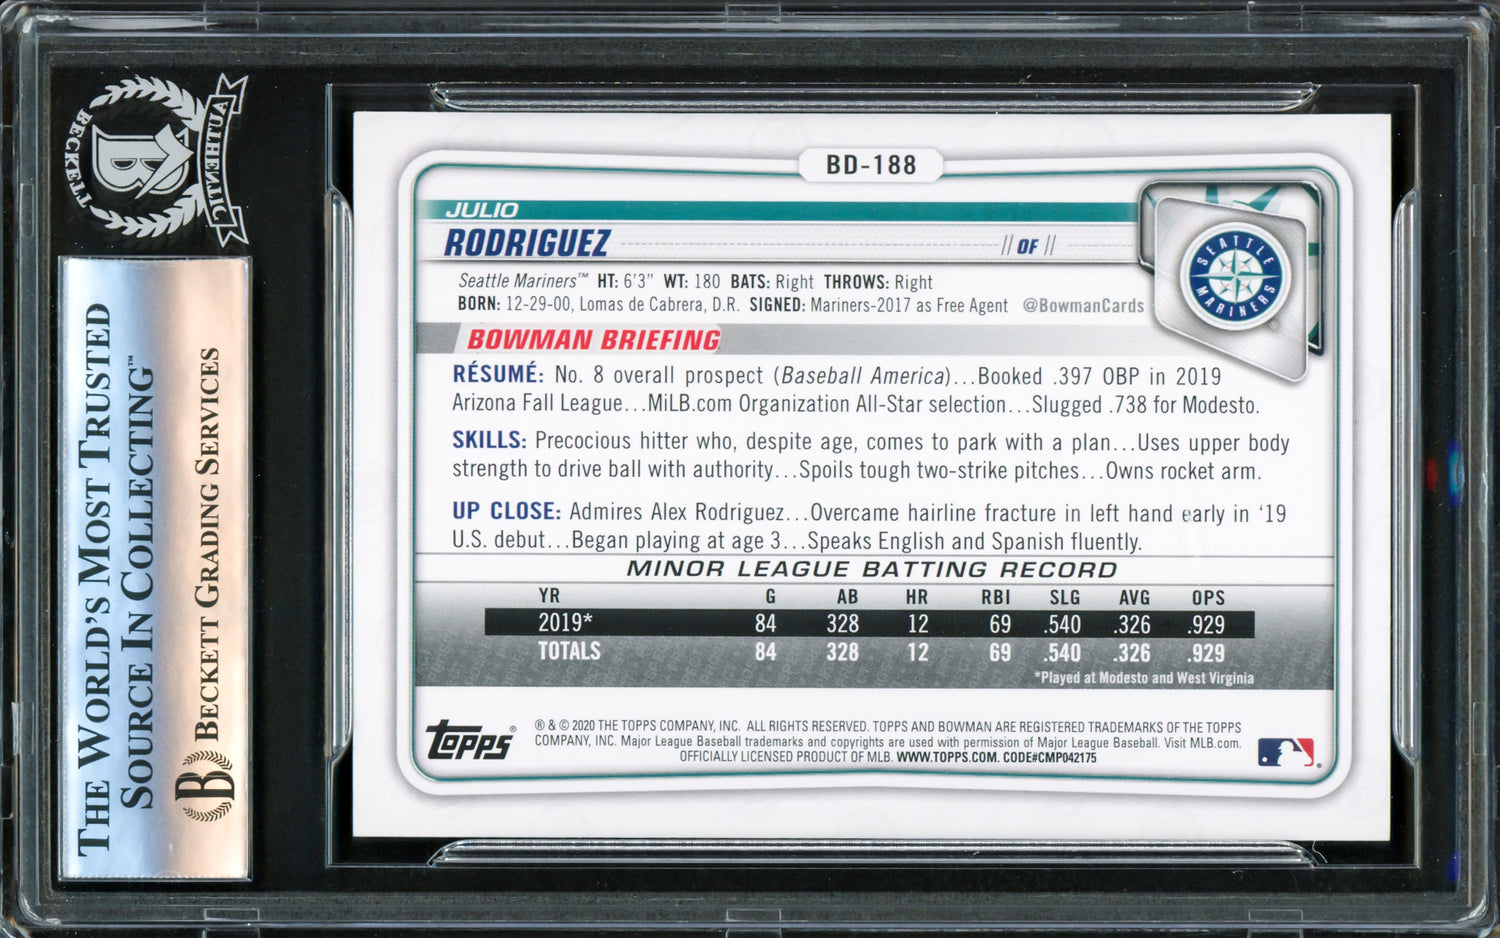 BECKETT
AUTHENTIC
B
THE WORLD'S MOST TRUSTED
SOURCE IN COLLECTING™
B BECKETT GRADING SERVICES
BD-188
JULIO
RODRIGUEZ // OF //
SEATTLE MARINERS ®
Seattle Mariners™ HT: 6'3" WT: 180 BATS: Right THROWS: Right
BORN: 12-29-00, Lomas de Cabrera, D.R. SIGNED: Mariners-2017 as Free Agent @BowmanCards
BOWMAN BRIEFING
RÉSUMÉ: No. 8 overall prospect (Baseball America)...Booked .397 OBP in 2019
Arizona Fall League...MiLB.com Organization All-Star selection...Slugged .738 for Modesto.
SKILLS: Precocious hitter who, despite age, comes to park with a plan...Uses upper body
strength to drive ball with authority...Spoils tough two-strike pitches...Owns rocket arm.
UP CLOSE: Admires Alex Rodriguez...Overcame hairline fracture in left hand early in '19
U.S. debut...Began playing at age 3...Speaks English and Spanish fluently.
MINOR LEAGUE BATTING RECORD
YR G AB HR RBI SLG AVG OPS
2019* 84 328 12 69 .540 .326 .929
TOTALS 84 328 12 69 .540 .326 .929
*Played at Modesto and West Virginia
Topps®
® & © 2020 THE TOPPS COMPANY, INC. ALL RIGHTS RESERVED. TOPPS AND BOWMAN ARE REGISTERED TRADEMARKS OF THE TOPPS
COMPANY, INC. Major League Baseball trademarks and copyrights are used with permission of Major League Baseball. Visit MLB.com.
OFFICIALLY LICENSED PRODUCT OF MLB. WWW.TOPPS.COM. CODE#CMP042175